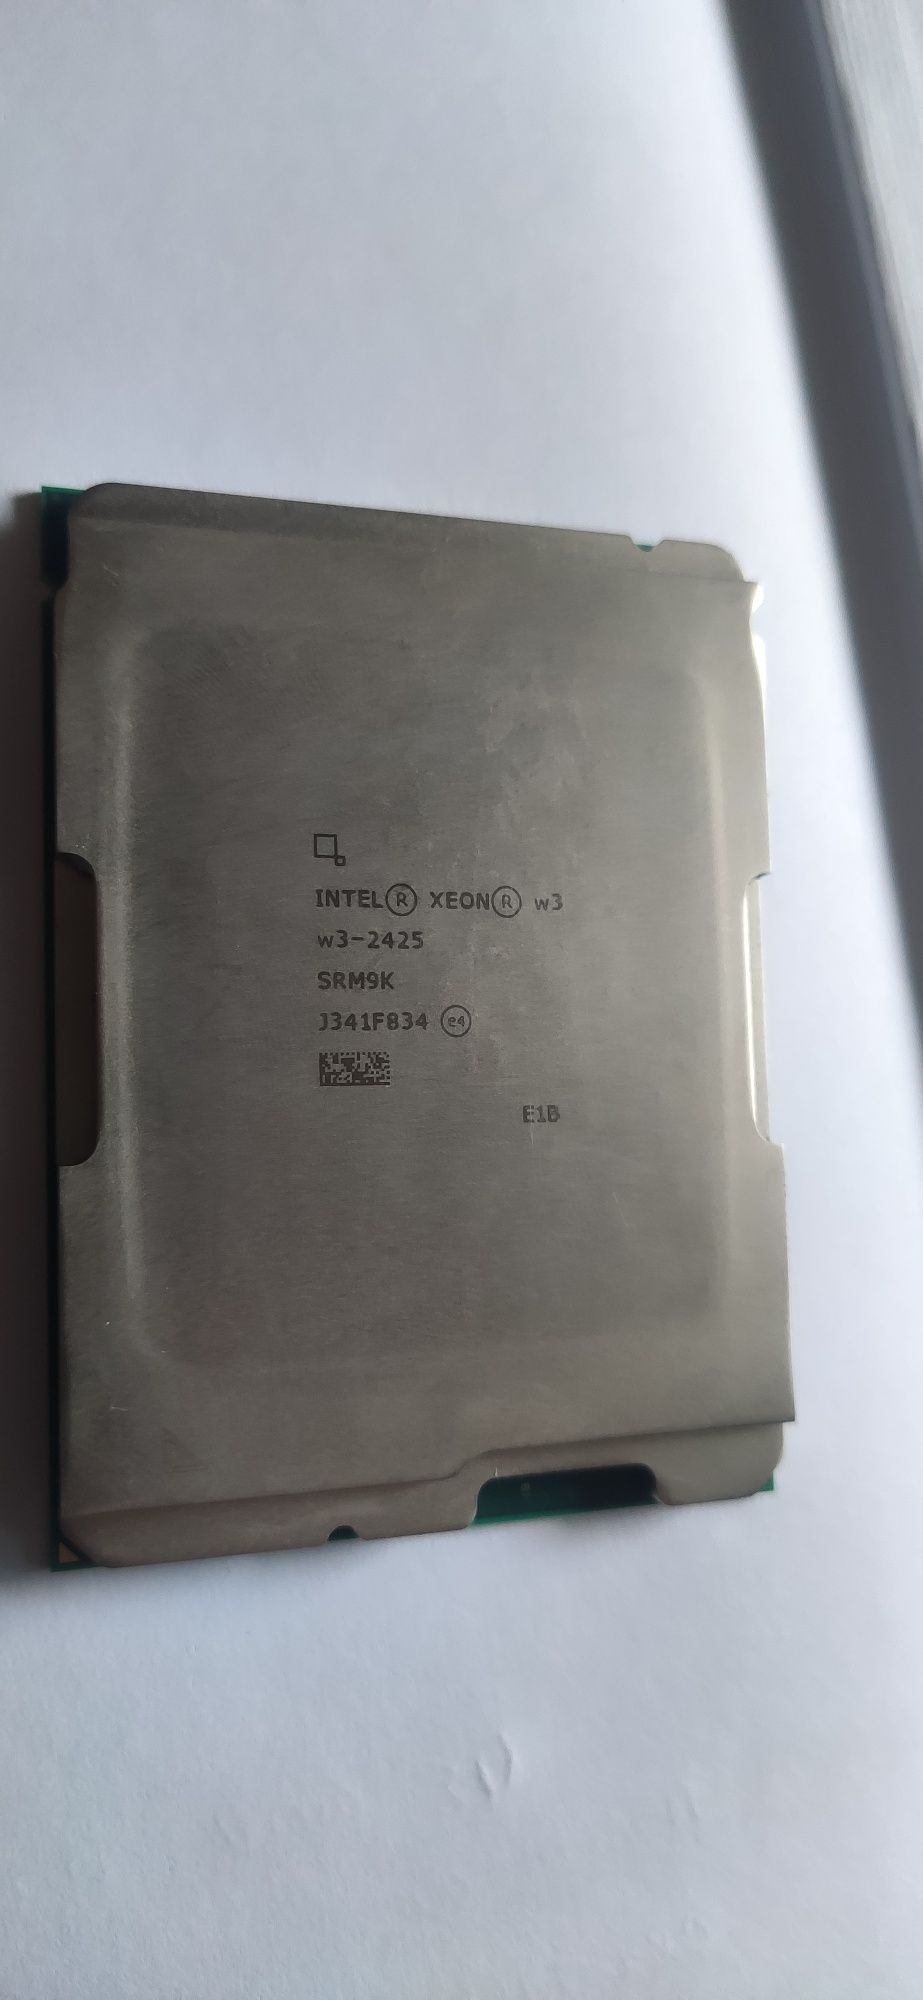 INTEL® XEON® w3
w3-2425
SRM9K
J341F834 e4
E1B